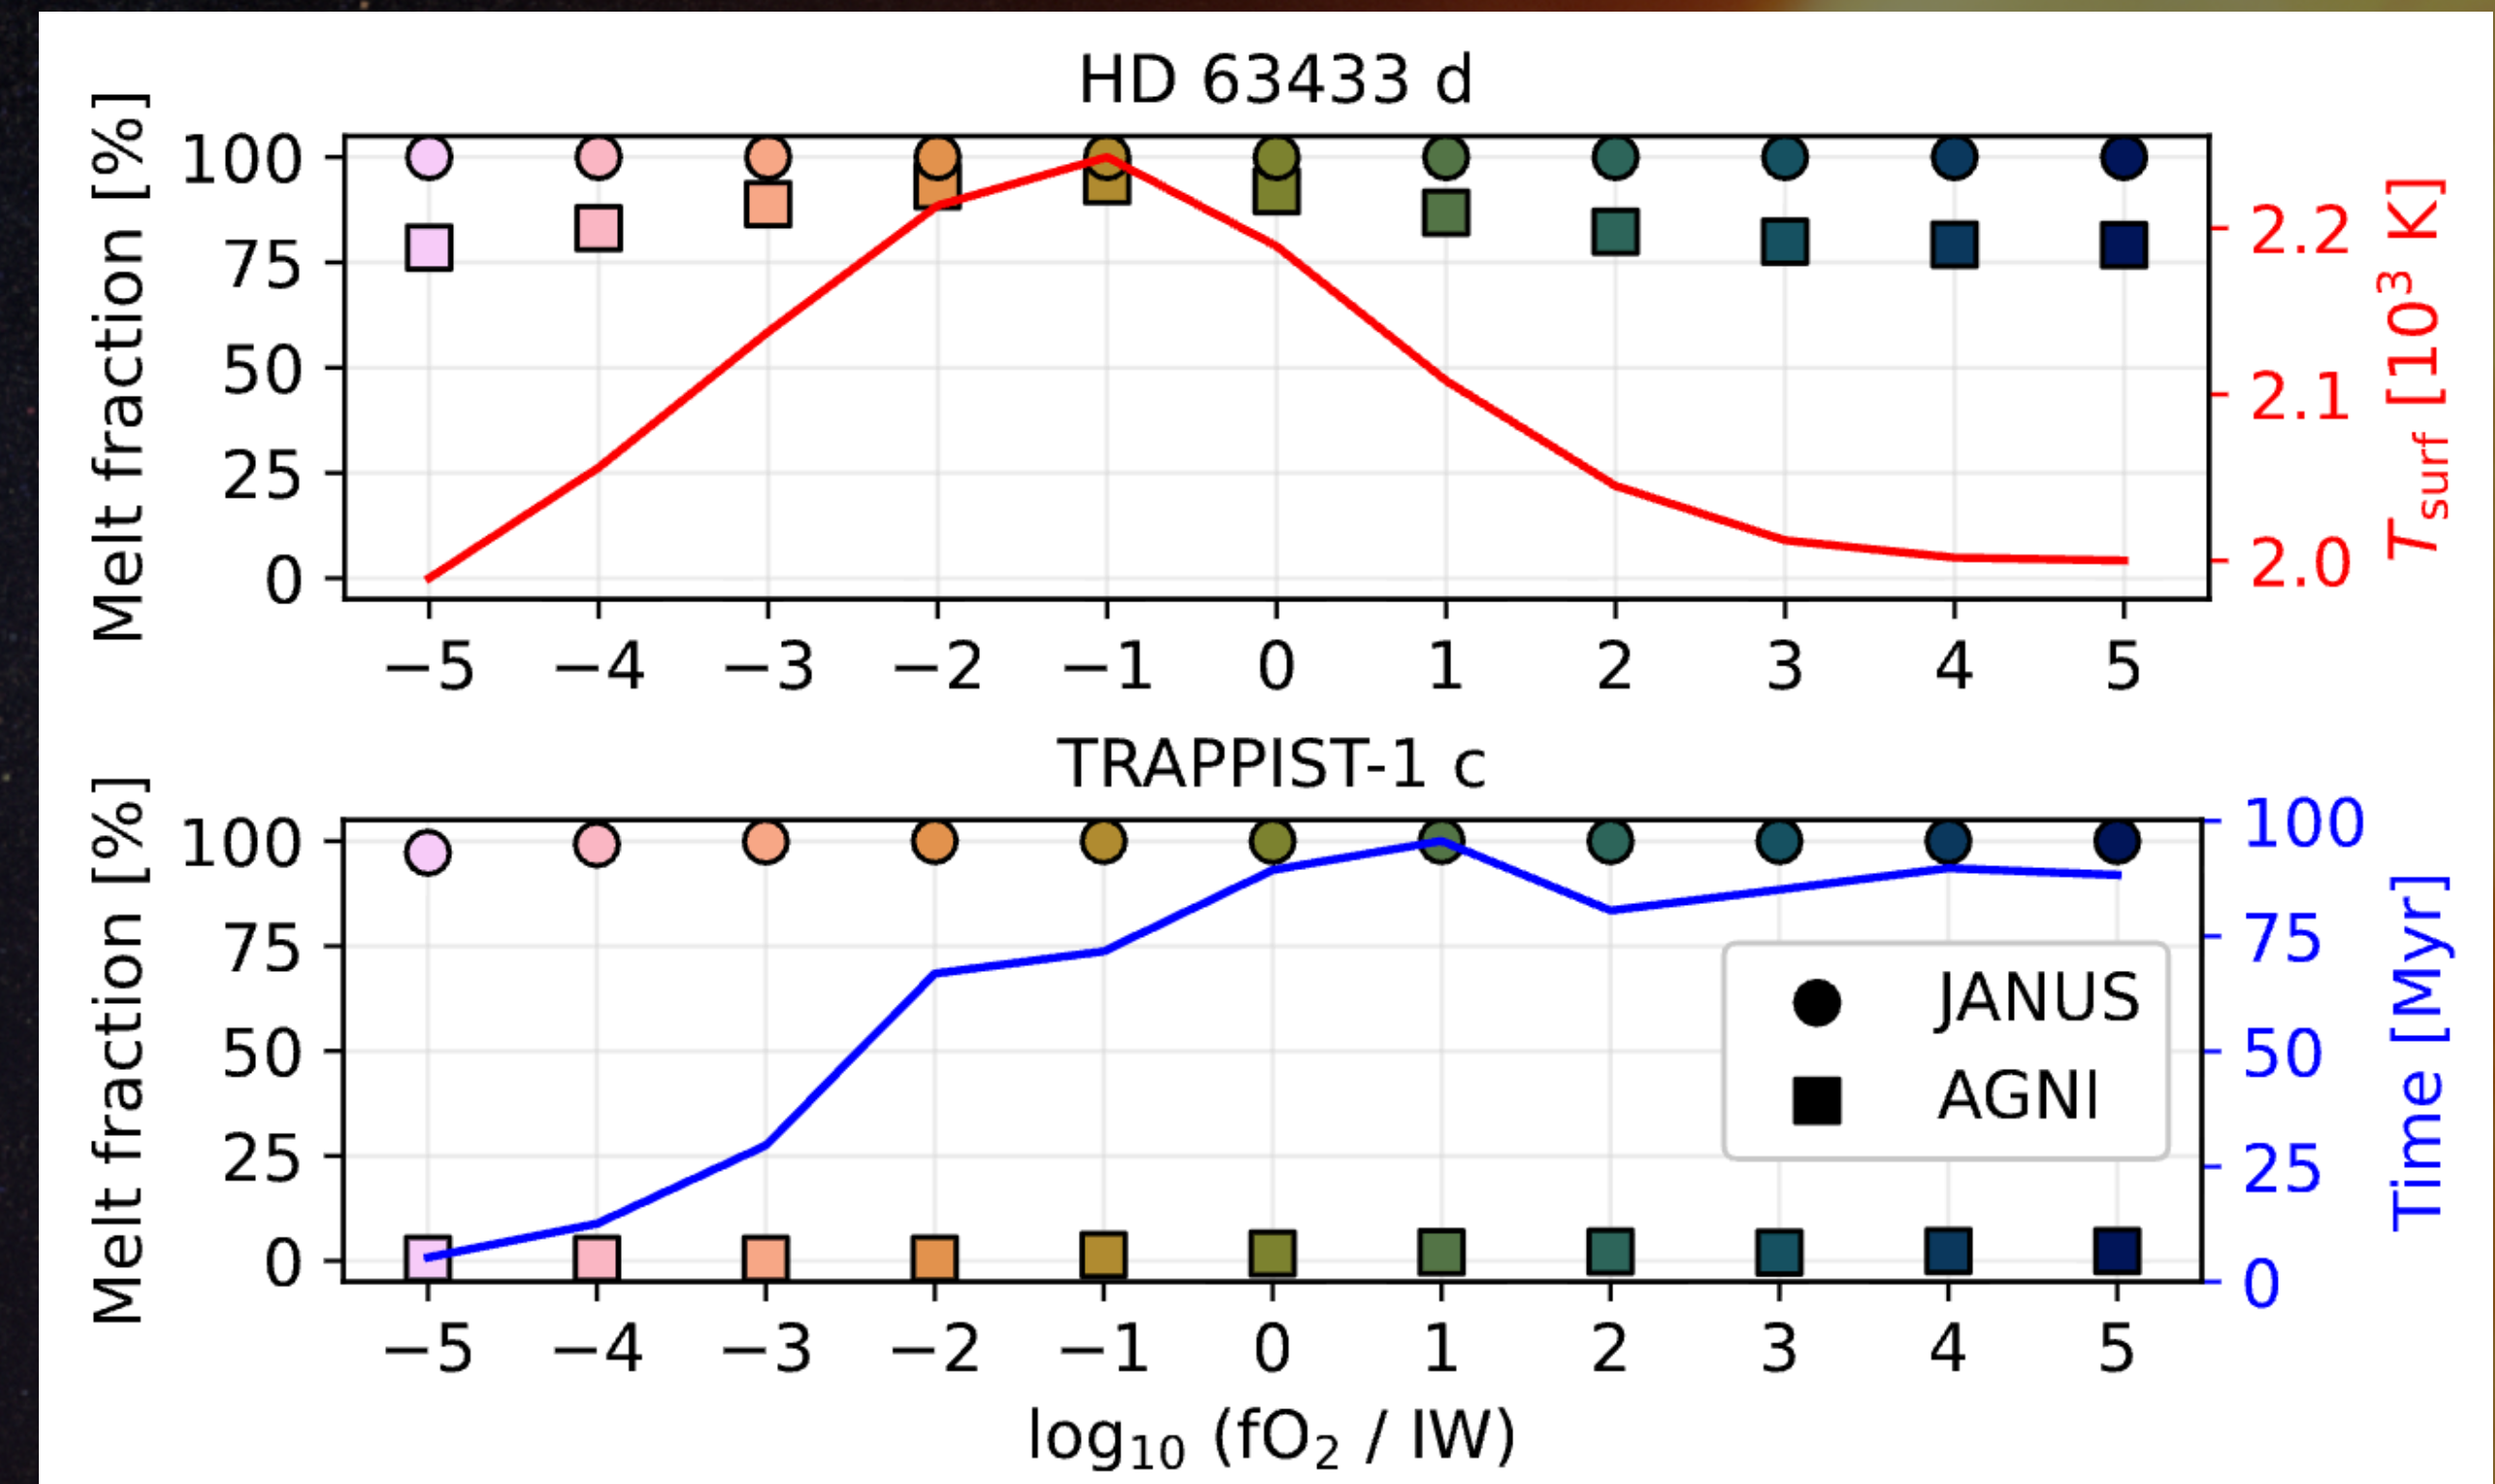 HD 63433 d
Melt fraction [%]
100
75
50
25
0
2.2
2.1
2.0
T_surf [10³ K]
−5 −4 −3 −2 −1 0 1 2 3 4 5
TRAPPIST-1 c
Melt fraction [%]
100
75
50
25
0
JANUS
AGNI
100
75
50
25
0
Time [Myr]
−5 −4 −3 −2 −1 0 1 2 3 4 5
log₁₀ (fO₂ / IW)